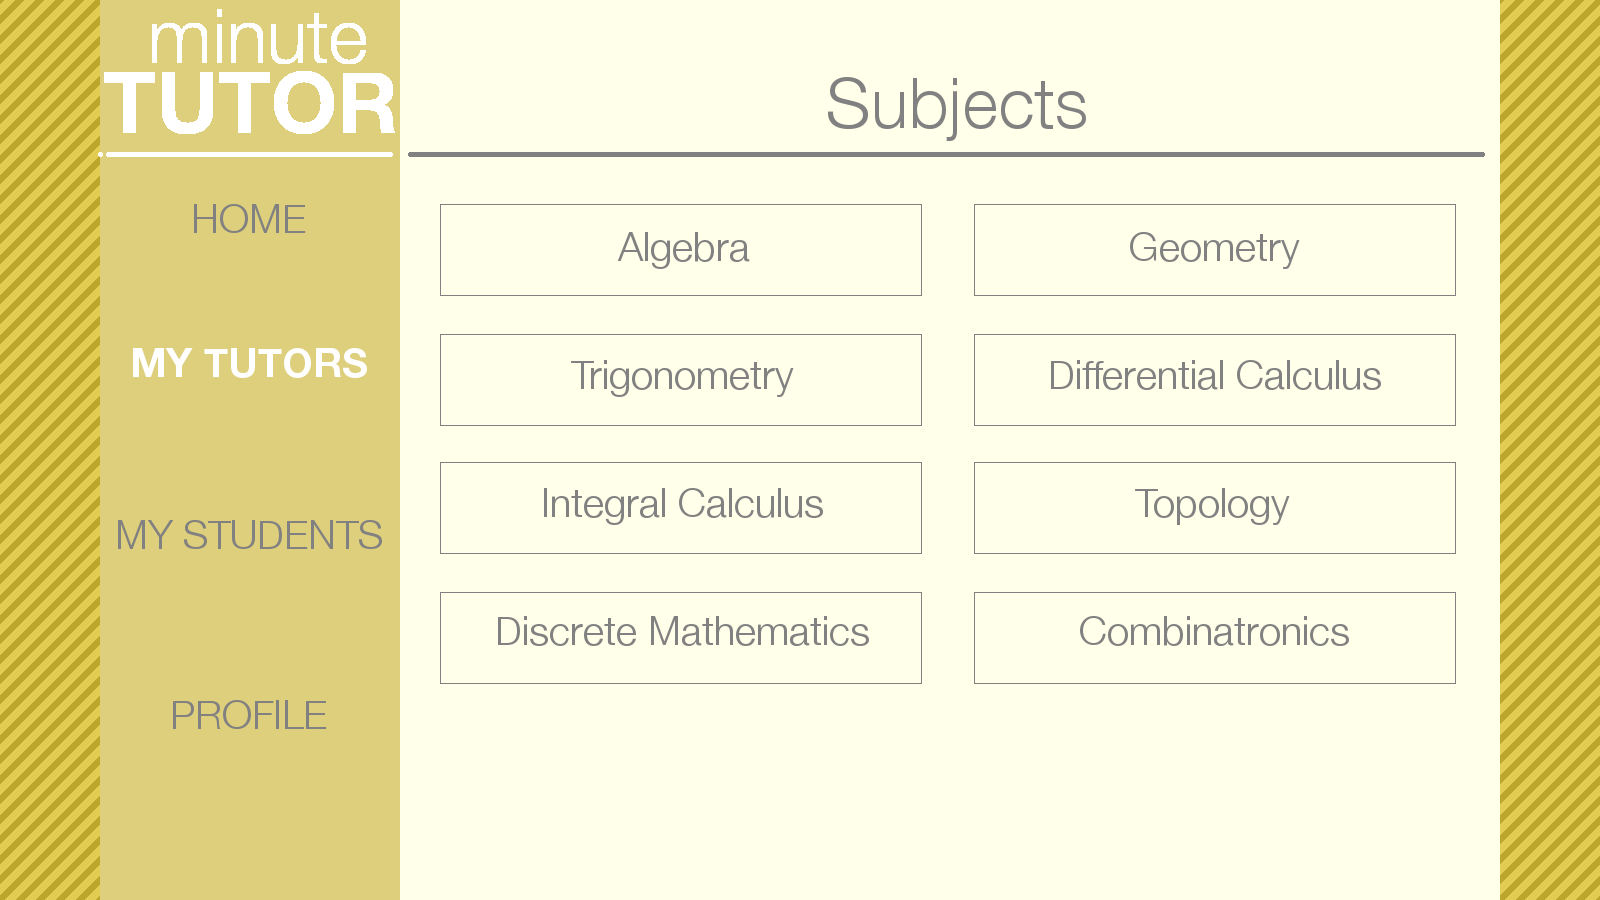 minute
TUTOR
HOME
MY TUTORS
MY STUDENTS
PROFILE
Subjects
Algebra
Geometry
Trigonometry
Differential Calculus
Integral Calculus
Topology
Discrete Mathematics
Combinatronics